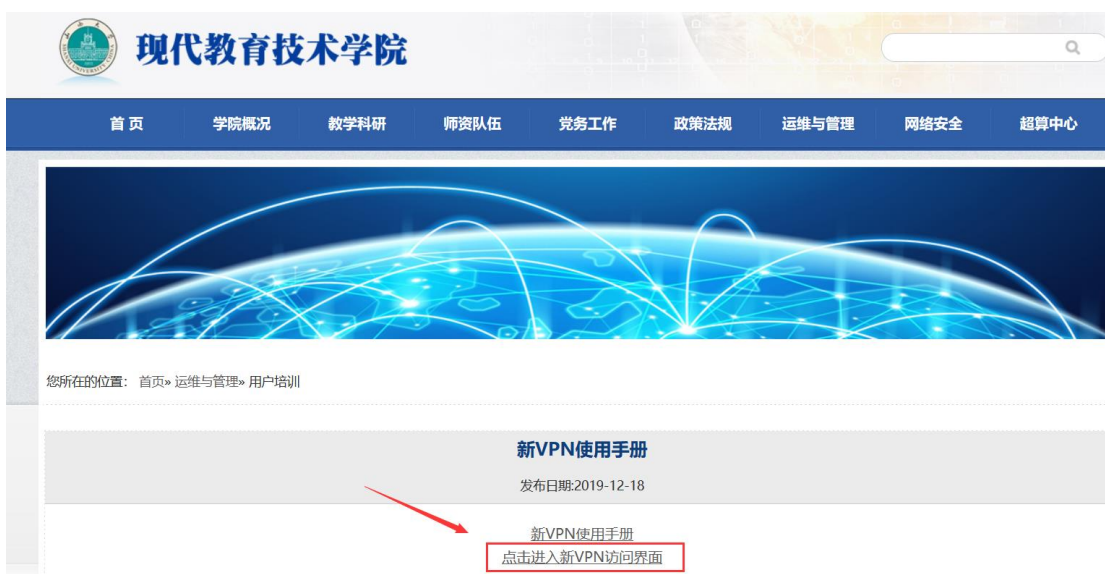 现代教育技术学院
首 页 学院概况 教学科研 师资队伍 党务工作 政策法规 运维与管理 网络安全 超算中心
您所在的位置： 首页» 运维与管理» 用户培训
新VPN使用手册
发布日期:2019-12-18
新VPN使用手册
点击进入新VPN访问界面